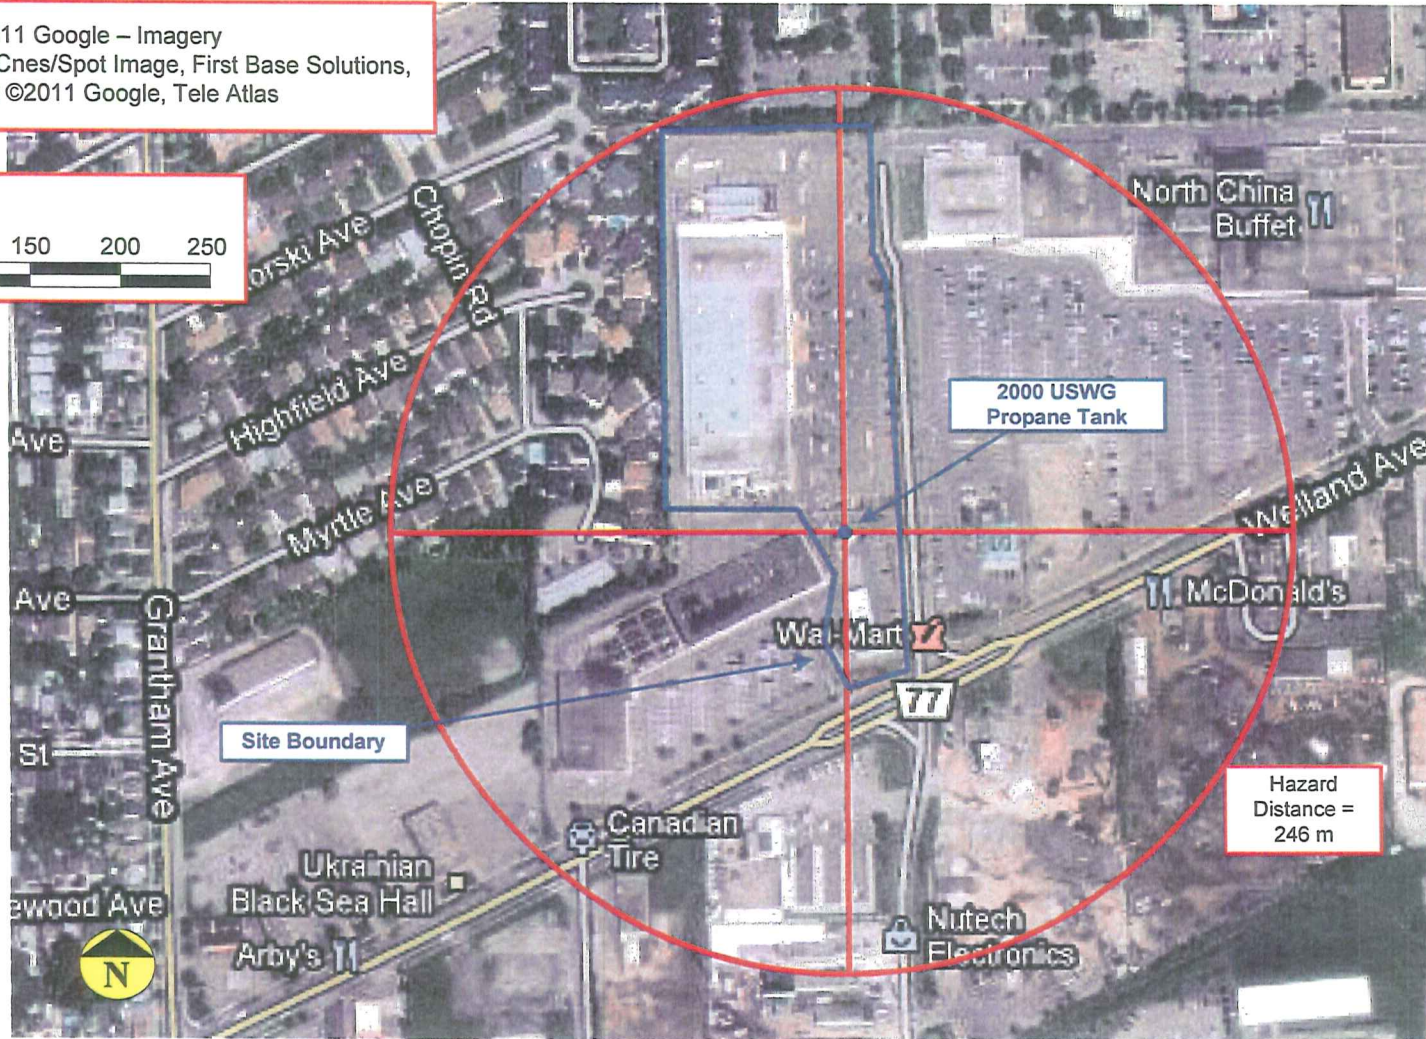 11 Google – Imagery
Cnes/Spot Image, First Base Solutions,
©2011 Google, Tele Atlas
150 200 250
orski Ave
Chopin Rd
North China
Buffet
Highfield Ave
2000 USWG
Propane Tank
Ave
Welland Ave
Myrtle Ave
Ave
McDonald's
Grantham Ave
Wal-Mart
77
Site Boundary
St
Hazard
Distance =
246 m
Canadian
Tire
Ukrainian
Black Sea Hall
ewood Ave
Nutech
Electronics
Arby's
N